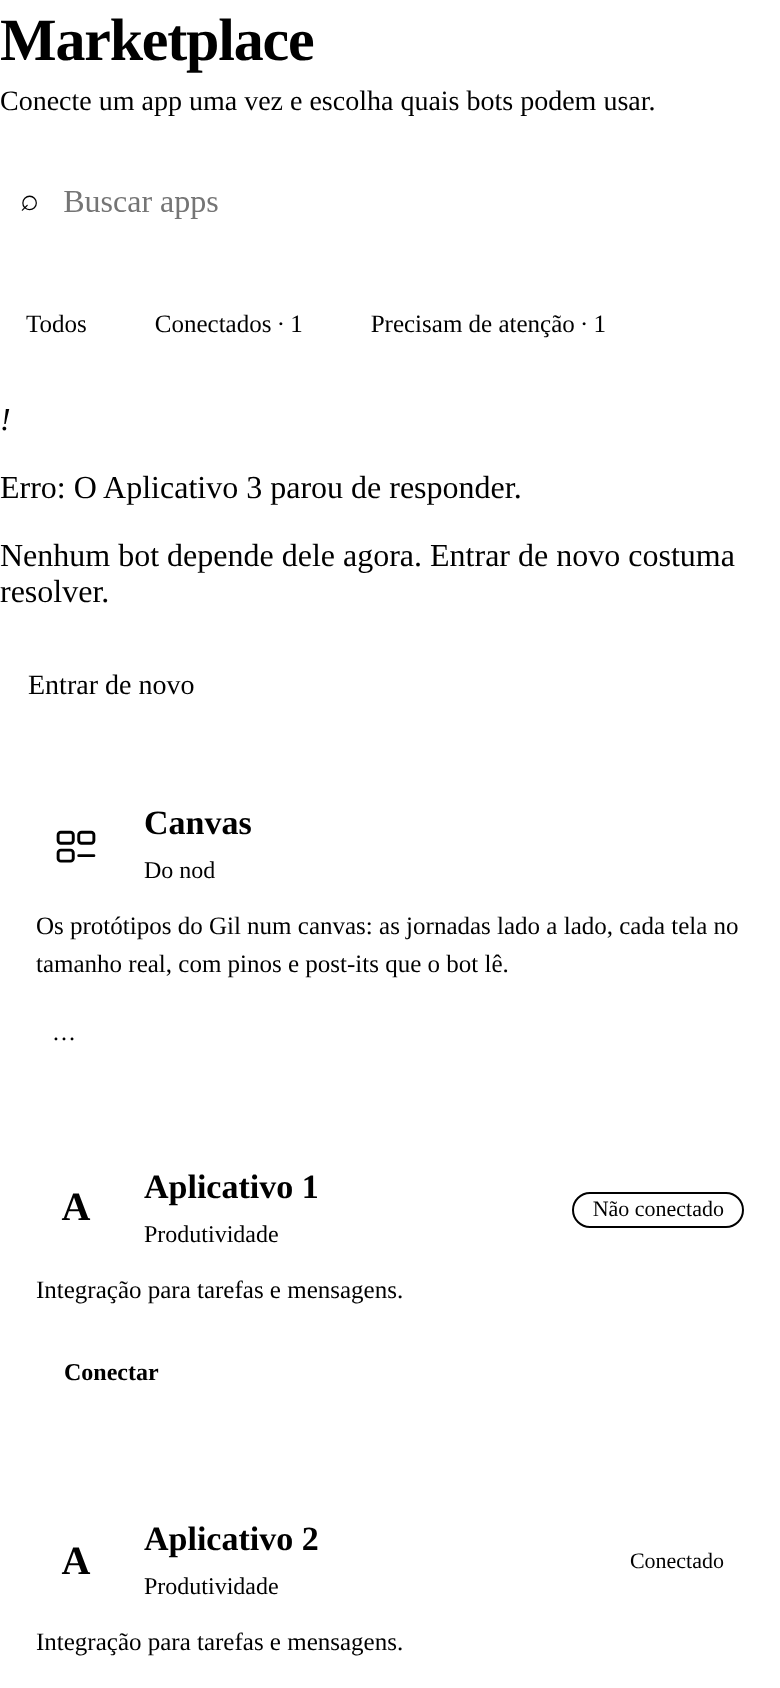 Marketplace
Conecte um app uma vez e escolha quais bots podem usar.
Buscar apps
Todos
Conectados · 1
Precisam de atenção · 1
!
Erro: O Aplicativo 3 parou de responder.
Nenhum bot depende dele agora. Entrar de novo costuma
resolver.
Entrar de novo
Canvas
Do nod
Os protótipos do Gil num canvas: as jornadas lado a lado, cada tela no
tamanho real, com pinos e post-its que o bot lê.
…
A
Aplicativo 1
Não conectado
Produtividade
Integração para tarefas e mensagens.
Conectar
A
Aplicativo 2
Conectado
Produtividade
Integração para tarefas e mensagens.